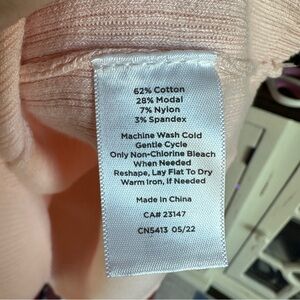 62% Cotton
28% Modal
7% Nylon
3% Spandex
Machine Wash Cold
Gentle Cycle
Only Non-Chlorine Bleach
When Needed
Reshape, Lay Flat To Dry
Warm Iron, If Needed
Made in China
CA# 23147
CN5413 05/22